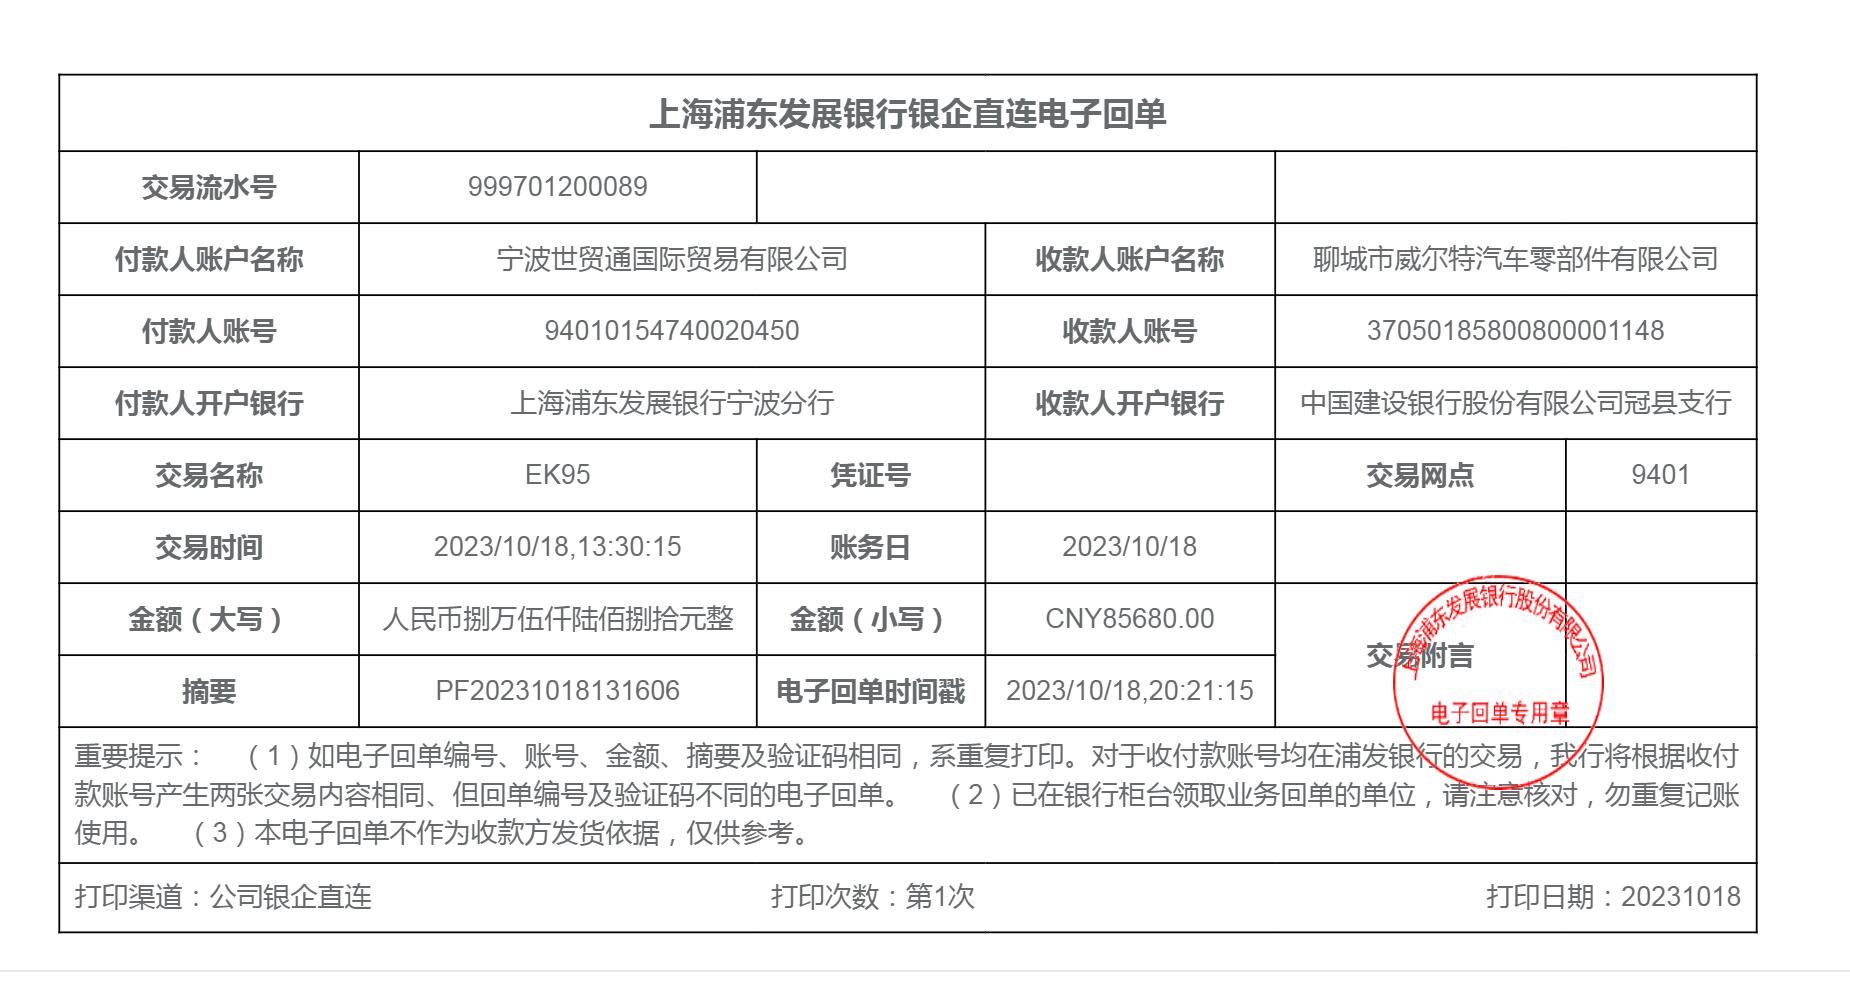 上海浦东发展银行银企直连电子回单
交易流水号 999701200089
付款人账户名称 宁波世贸通国际贸易有限公司 收款人账户名称 聊城市威尔特汽车零部件有限公司
付款人账号 94010154740020450 收款人账号 37050185800800001148
付款人开户银行 上海浦东发展银行宁波分行 收款人开户银行 中国建设银行股份有限公司冠县支行
交易名称 EK95 凭证号 交易网点 9401
交易时间 2023/10/18,13:30:15 账务日 2023/10/18
金额（大写） 人民币捌万伍仟陆佰捌拾元整 金额（小写） CNY85680.00
交易附言
摘要 PF20231018131606 电子回单时间戳 2023/10/18,20:21:15
上海浦东发展银行股份有限公司
电子回单专用章
重要提示： （1）如电子回单编号、账号、金额、摘要及验证码相同，系重复打印。对于收付款账号均在浦发银行的交易，我行将根据收付
款账号产生两张交易内容相同、但回单编号及验证码不同的电子回单。 （2）已在银行柜台领取业务回单的单位，请注意核对，勿重复记账
使用。 （3）本电子回单不作为收款方发货依据，仅供参考。
打印渠道：公司银企直连 打印次数：第1次 打印日期：20231018